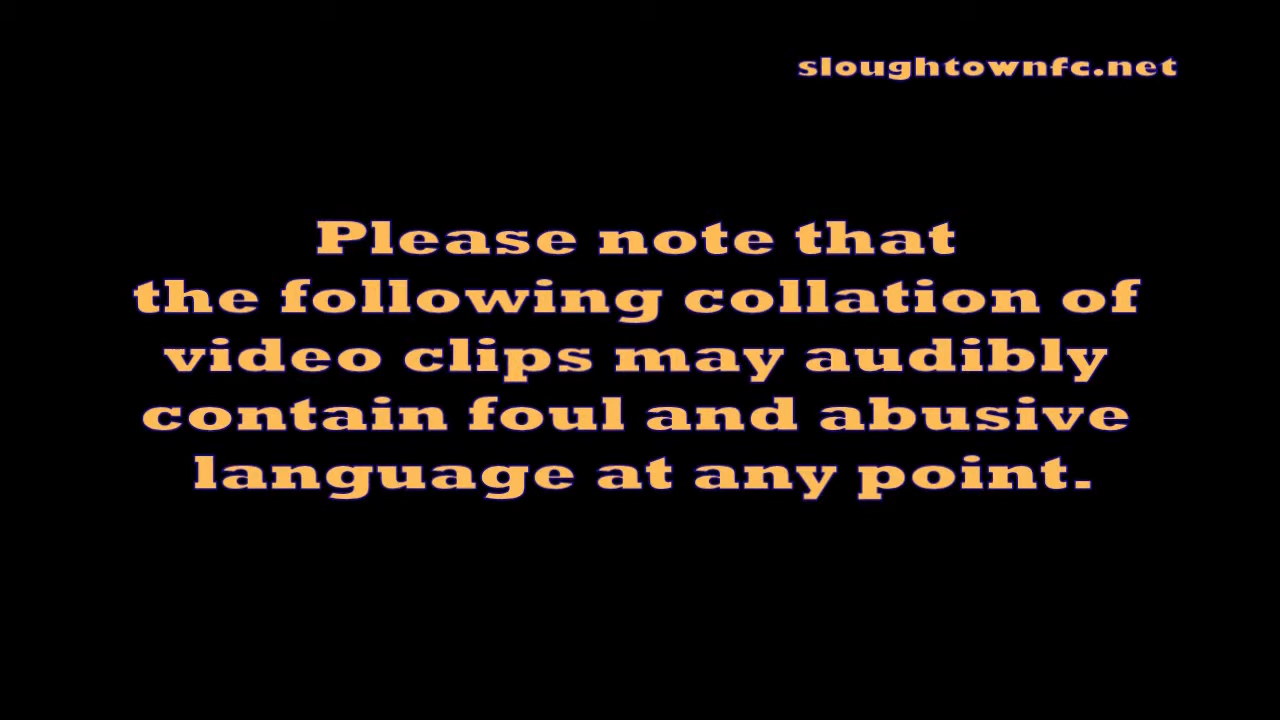 sloughtownfc.net
Please note that
the following collation of
video clips may audibly
contain foul and abusive
language at any point.